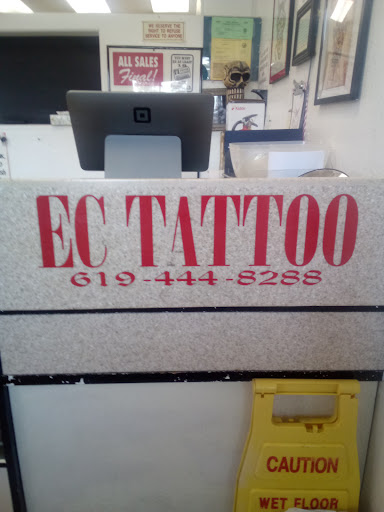 WE RESERVE THE
RIGHT TO REFUSE
SERVICE TO ANYONE
ALL SALES
Final!
EC TATTOO
619-444-8288
CAUTION
WET FLOOR